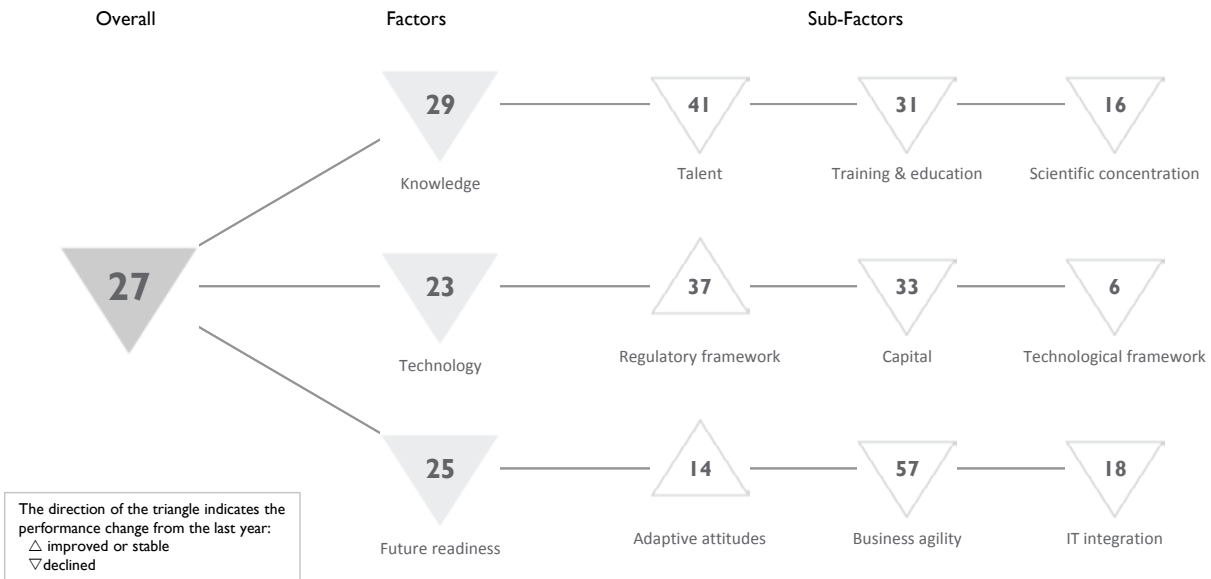 Overall
Factors
Sub-Factors
29
41
31
16
Knowledge
Talent
Training & education
Scientific concentration
27
23
37
33
6
Technology
Regulatory framework
Capital
Technological framework
25
14
57
18
Future readiness
Adaptive attitudes
Business agility
IT integration
The direction of the triangle indicates the
performance change from the last year:
△ improved or stable
▽declined